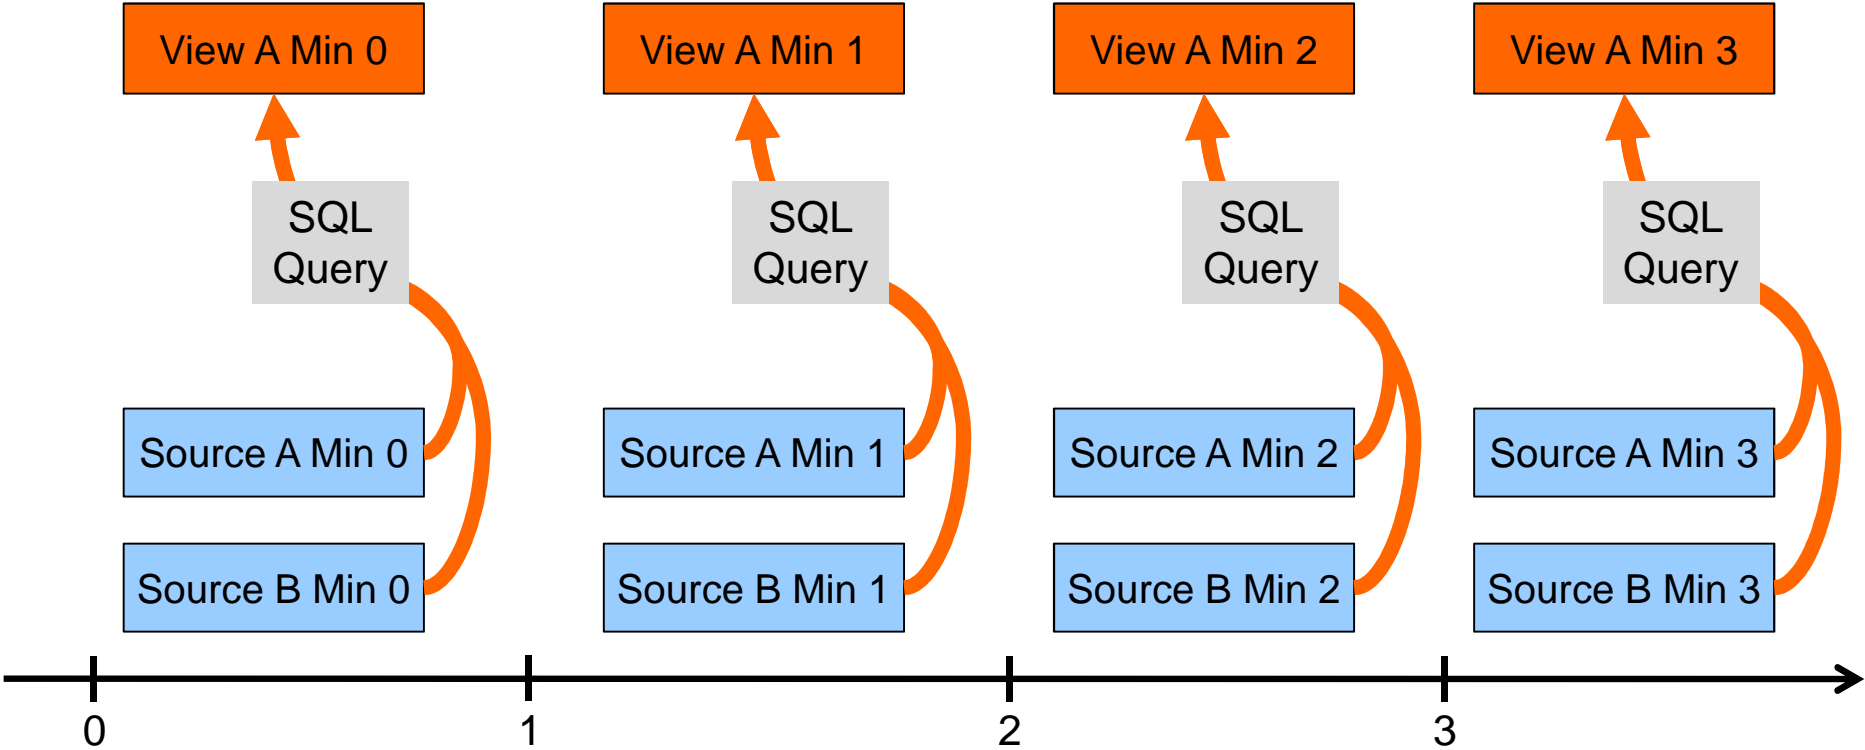 View A Min 0
View A Min 1
View A Min 2
View A Min 3
SQL
Query
SQL
Query
SQL
Query
SQL
Query
Source A Min 0
Source A Min 1
Source A Min 2
Source A Min 3
Source B Min 0
Source B Min 1
Source B Min 2
Source B Min 3
0
1
2
3